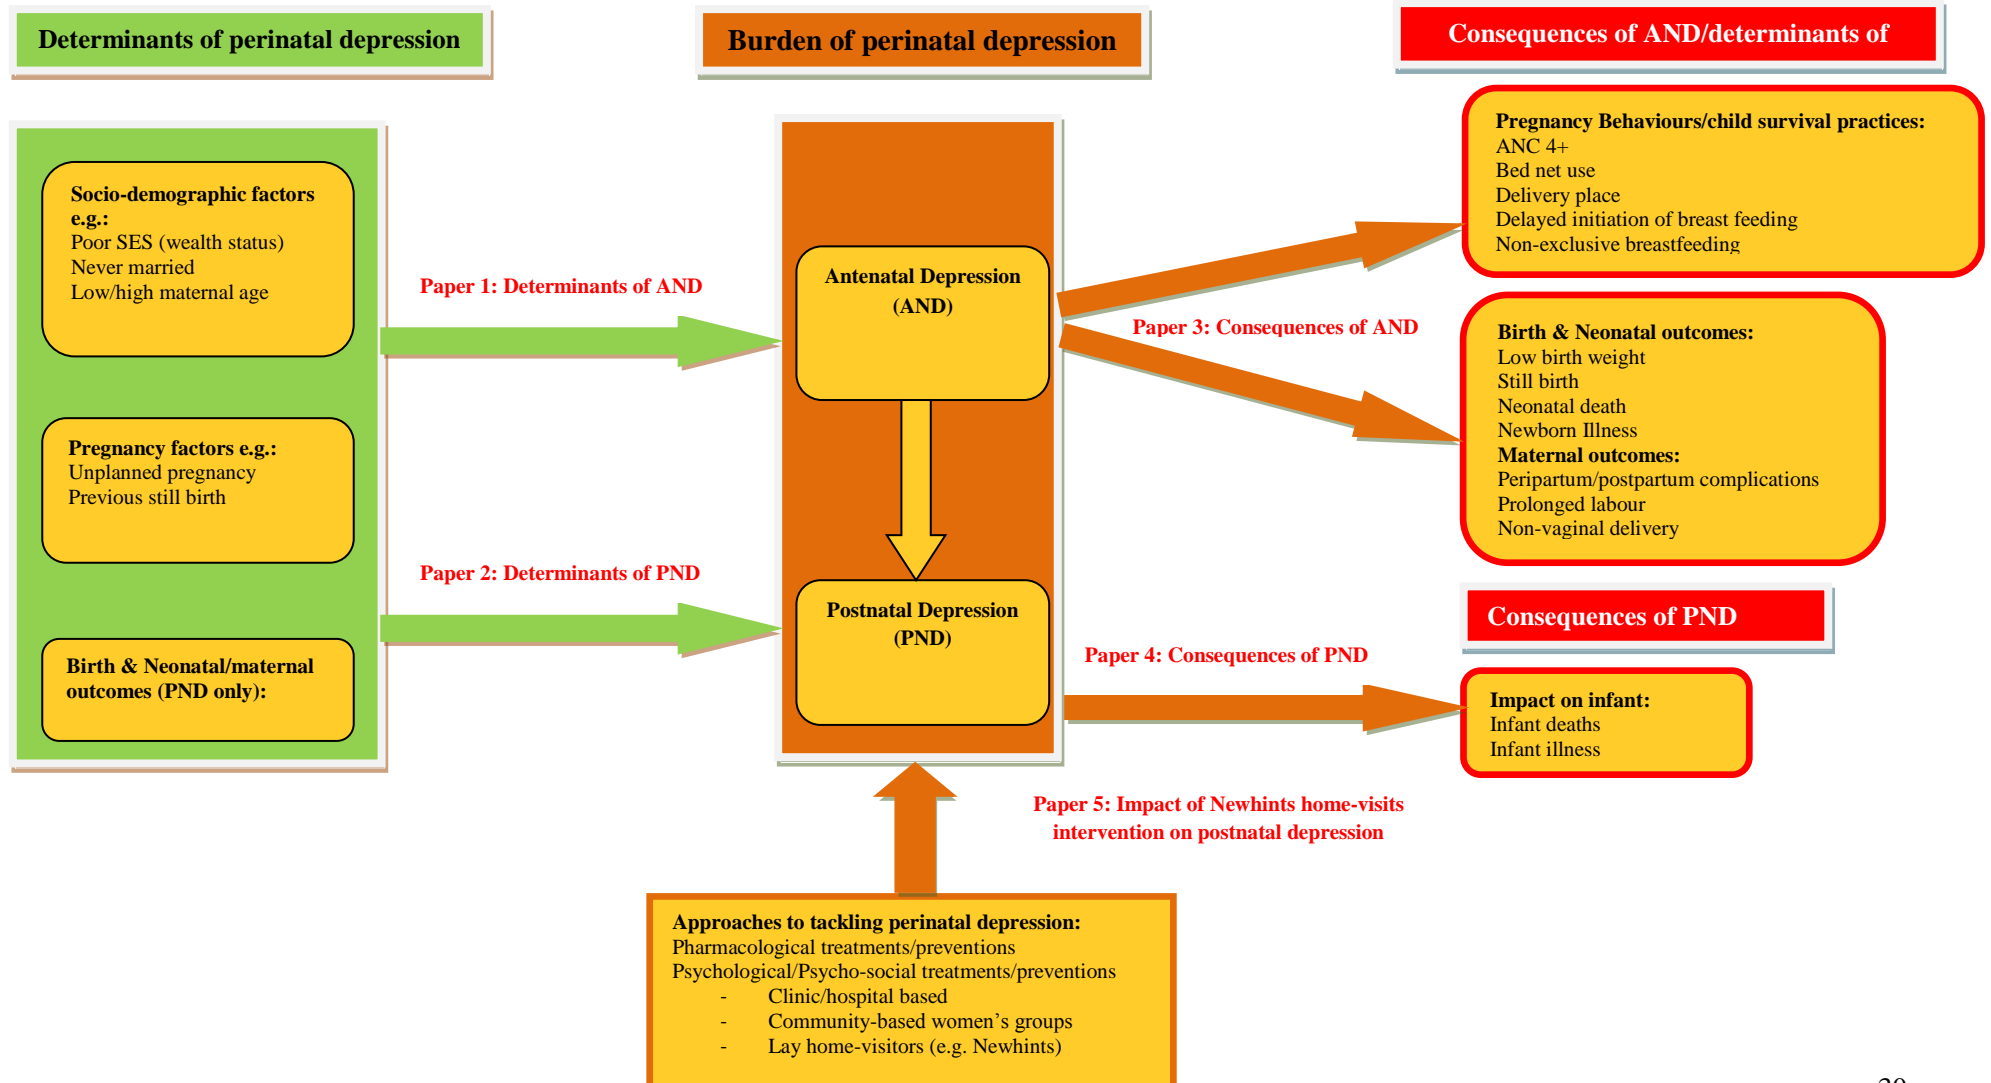 Determinants of perinatal depression
Burden of perinatal depression
Consequences of AND/determinants of
Socio-demographic factors
e.g.:
Poor SES (wealth status)
Never married
Low/high maternal age
Pregnancy factors e.g.:
Unplanned pregnancy
Previous still birth
Birth & Neonatal/maternal
outcomes (PND only):
Paper 1: Determinants of AND
Paper 2: Determinants of PND
Antenatal Depression
(AND)
Postnatal Depression
(PND)
Paper 3: Consequences of AND
Pregnancy Behaviours/child survival practices:
ANC 4+
Bed net use
Delivery place
Delayed initiation of breast feeding
Non-exclusive breastfeeding
Birth & Neonatal outcomes:
Low birth weight
Still birth
Neonatal death
Newborn Illness
Maternal outcomes:
Peripartum/postpartum complications
Prolonged labour
Non-vaginal delivery
Consequences of PND
Paper 4: Consequences of PND
Impact on infant:
Infant deaths
Infant illness
Paper 5: Impact of Newhints home-visits
intervention on postnatal depression
Approaches to tackling perinatal depression:
Pharmacological treatments/preventions
Psychological/Psycho-social treatments/preventions
- Clinic/hospital based
- Community-based women’s groups
- Lay home-visitors (e.g. Newhints)